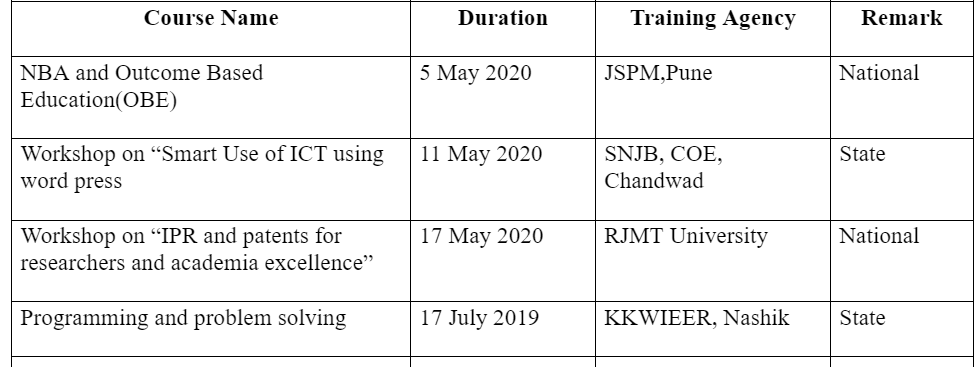 Course Name Duration Training Agency Remark
NBA and Outcome Based 5 May 2020 JSPM,Pune National
Education(OBE)
Workshop on “Smart Use of ICT using 11 May 2020 SNJB, COE, State
word press Chandwad
Workshop on “IPR and patents for 17 May 2020 RJMT University National
researchers and academia excellence”
Programming and problem solving 17 July 2019 KKWIEER, Nashik State